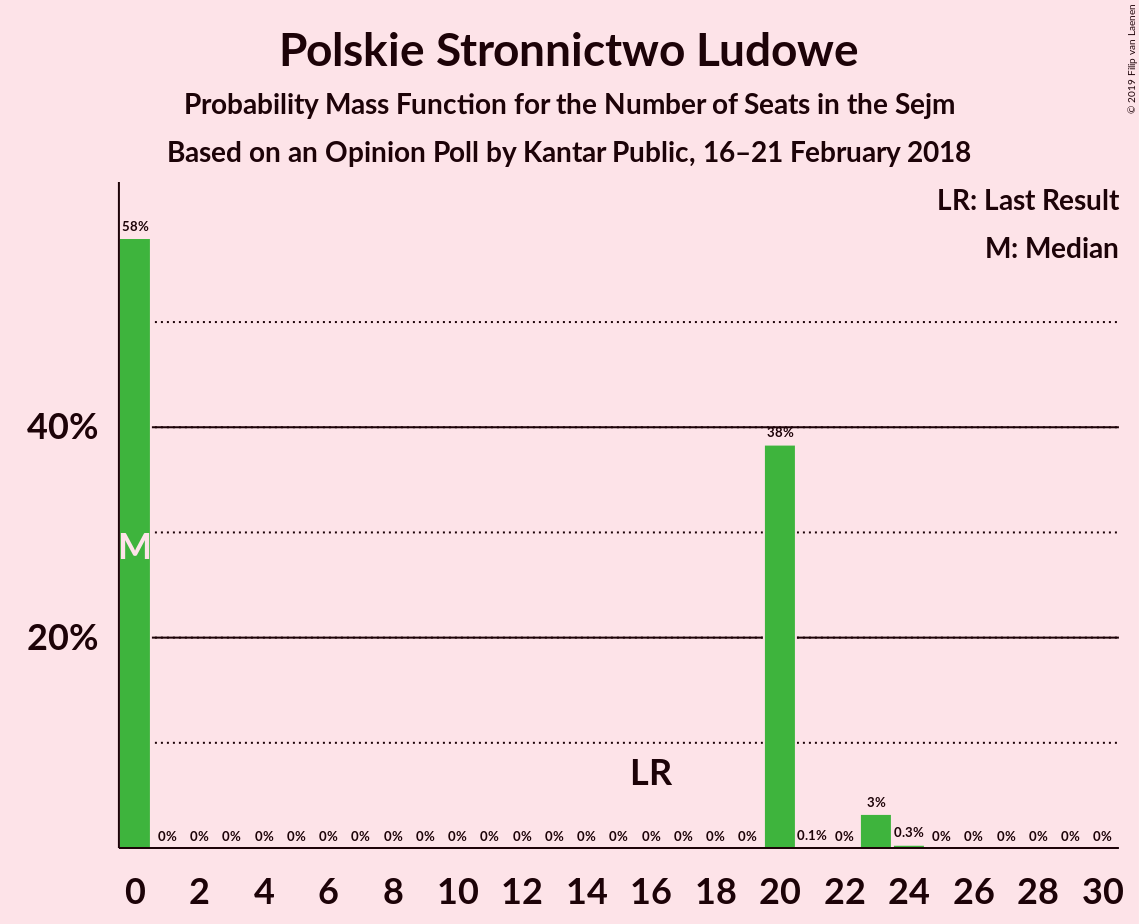 Polskie Stronnictwo Ludowe
Probability Mass Function for the Number of Seats in the Sejm
Based on an Opinion Poll by Kantar Public, 16–21 February 2018
© 2019 Filip van Laenen
LR: Last Result
M: Median
58%
40%
38%
M
20%
LR
3%
0% 0% 0% 0% 0% 0% 0% 0% 0% 0% 0% 0% 0% 0% 0% 0% 0% 0% 0% 0.1% 0% 0.3% 0% 0% 0% 0% 0% 0%
0 2 4 6 8 10 12 14 16 18 20 22 24 26 28 30